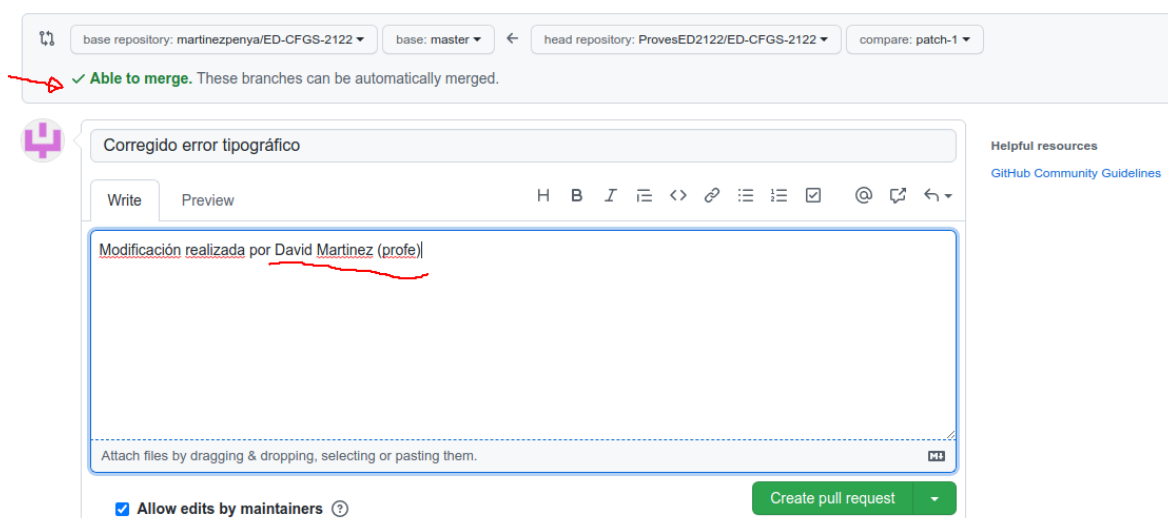 base repository: martinezpenya/ED-CFGS-2122 base: master head repository: ProvesED2122/ED-CFGS-2122 compare: patch-1
Able to merge. These branches can be automatically merged.
Corregido error tipográfico
Helpful resources
GitHub Community Guidelines
Write Preview
Modificación realizada por David Martinez (profe)
Attach files by dragging & dropping, selecting or pasting them.
Allow edits by maintainers
Create pull request